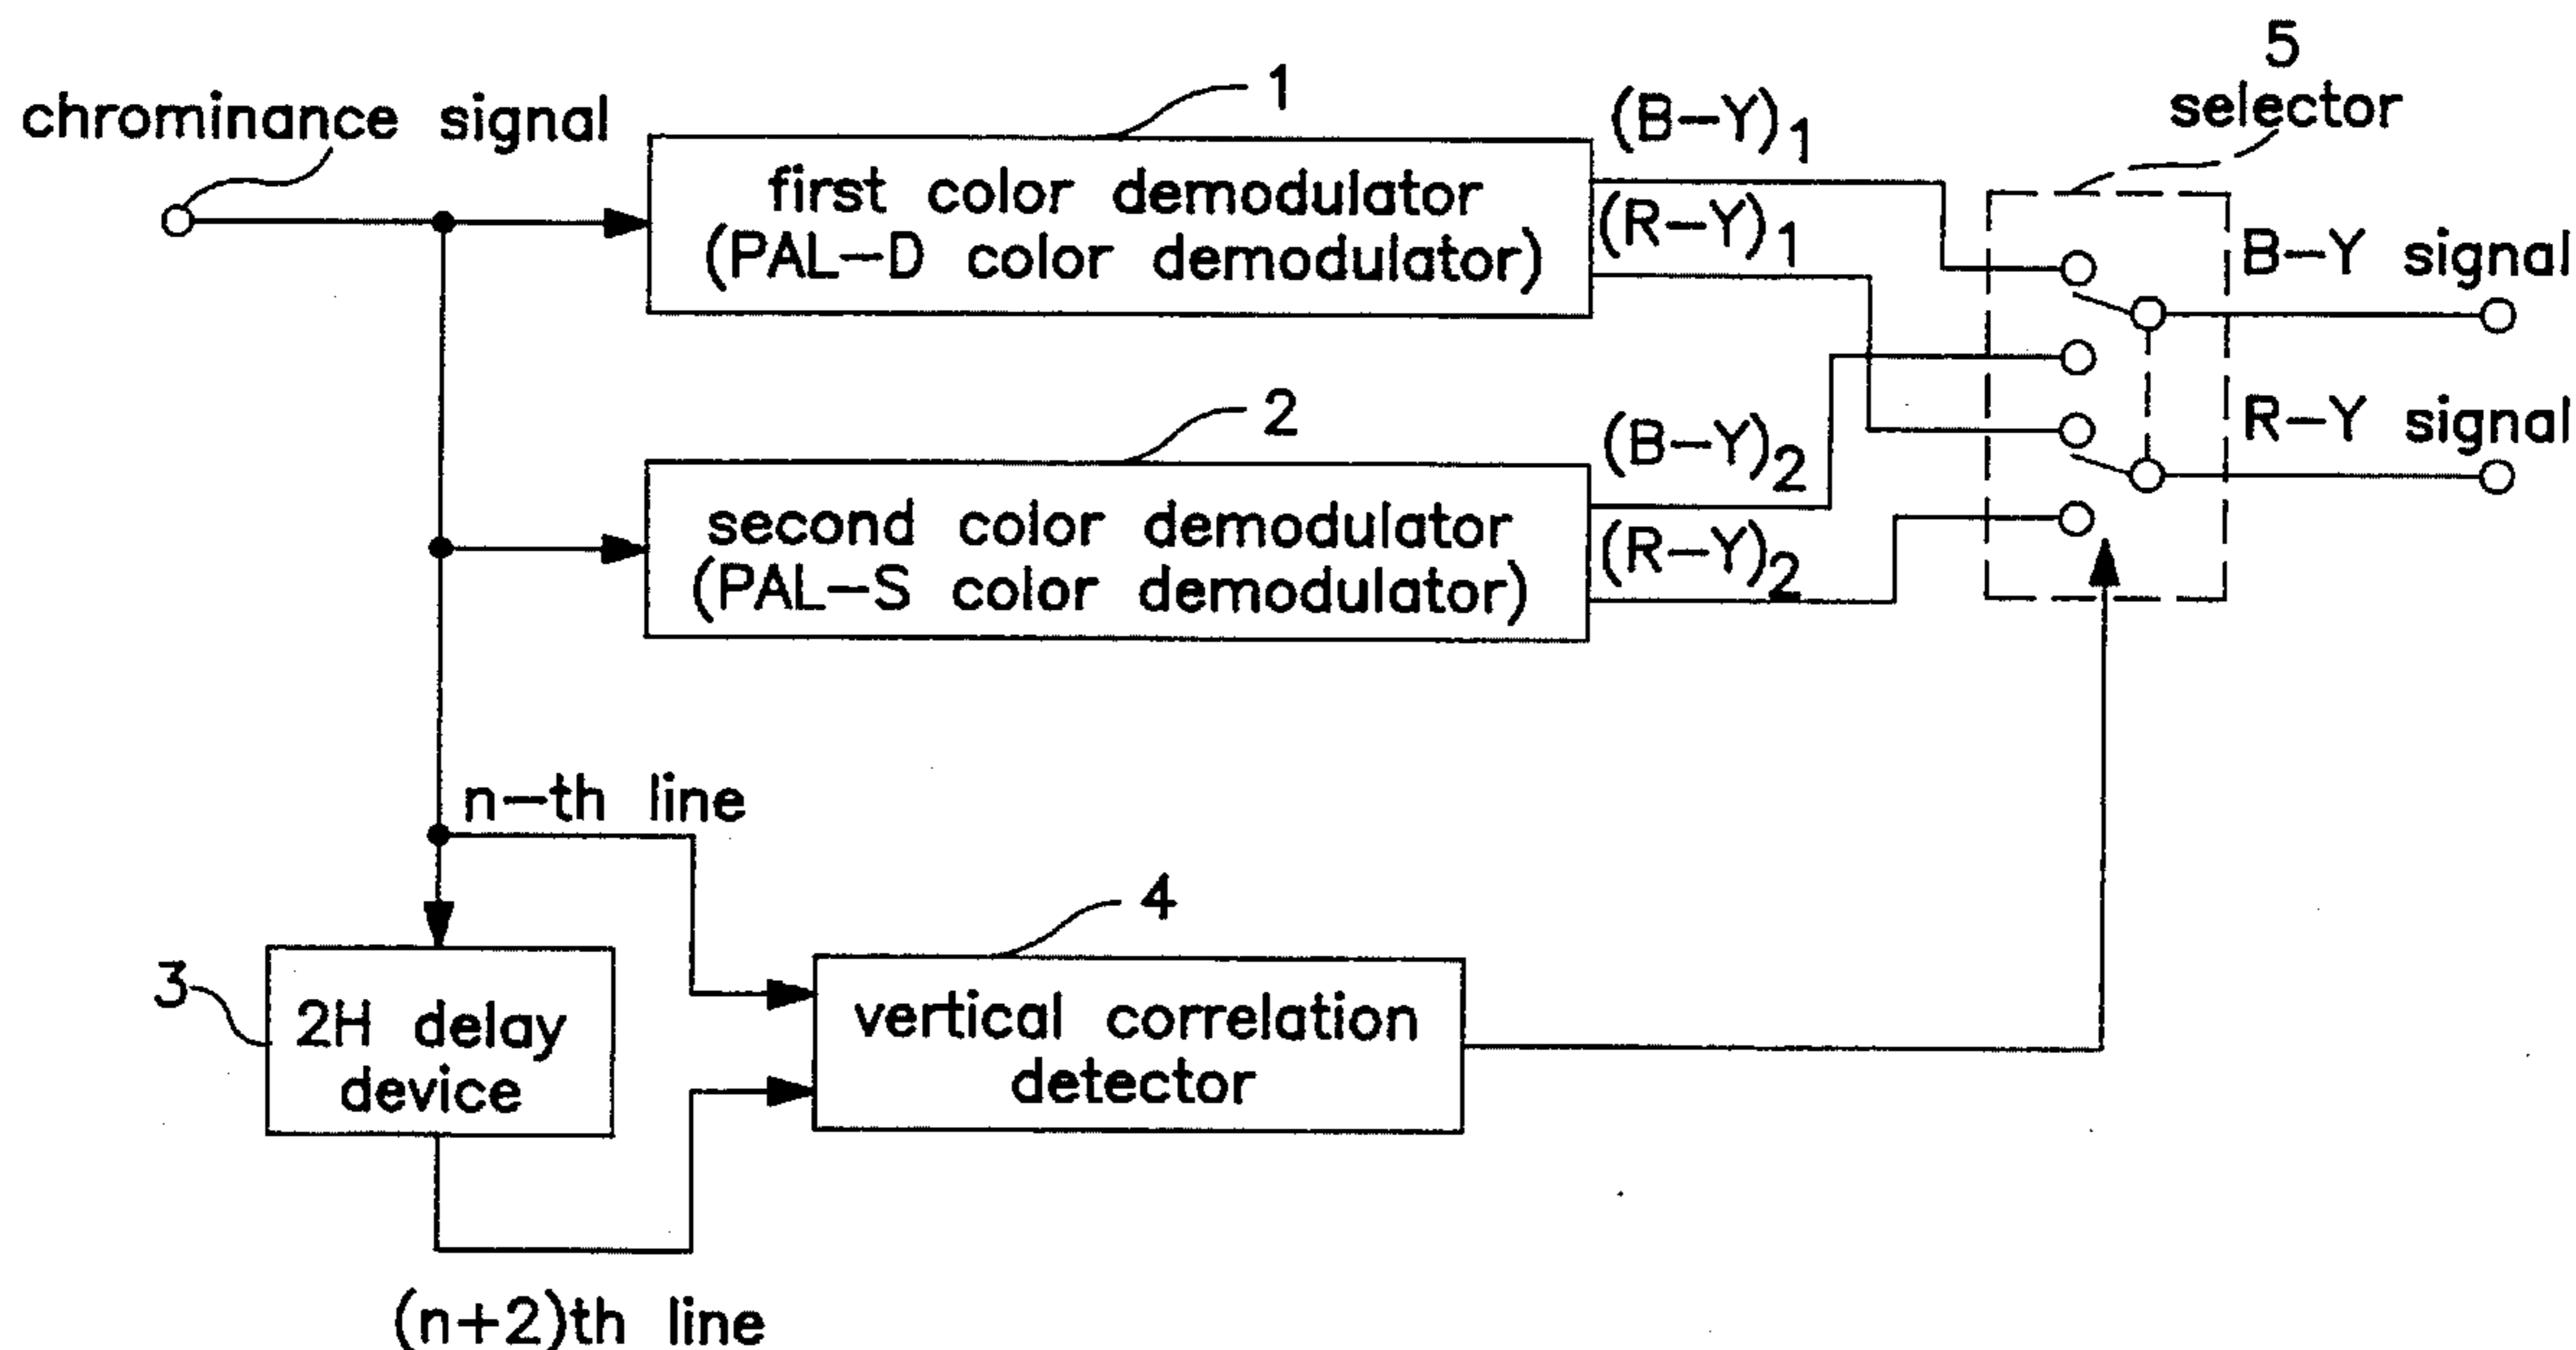 chrominance signal
1
first color demodulator
(PAL-D color demodulator)
(B-Y)1
(R-Y)1
5
selector
B-Y signal
R-Y signal
2
second color demodulator
(PAL-S color demodulator)
(B-Y)2
(R-Y)2
n-th line
3
2H delay
device
4
vertical correlation
detector
(n+2)th line